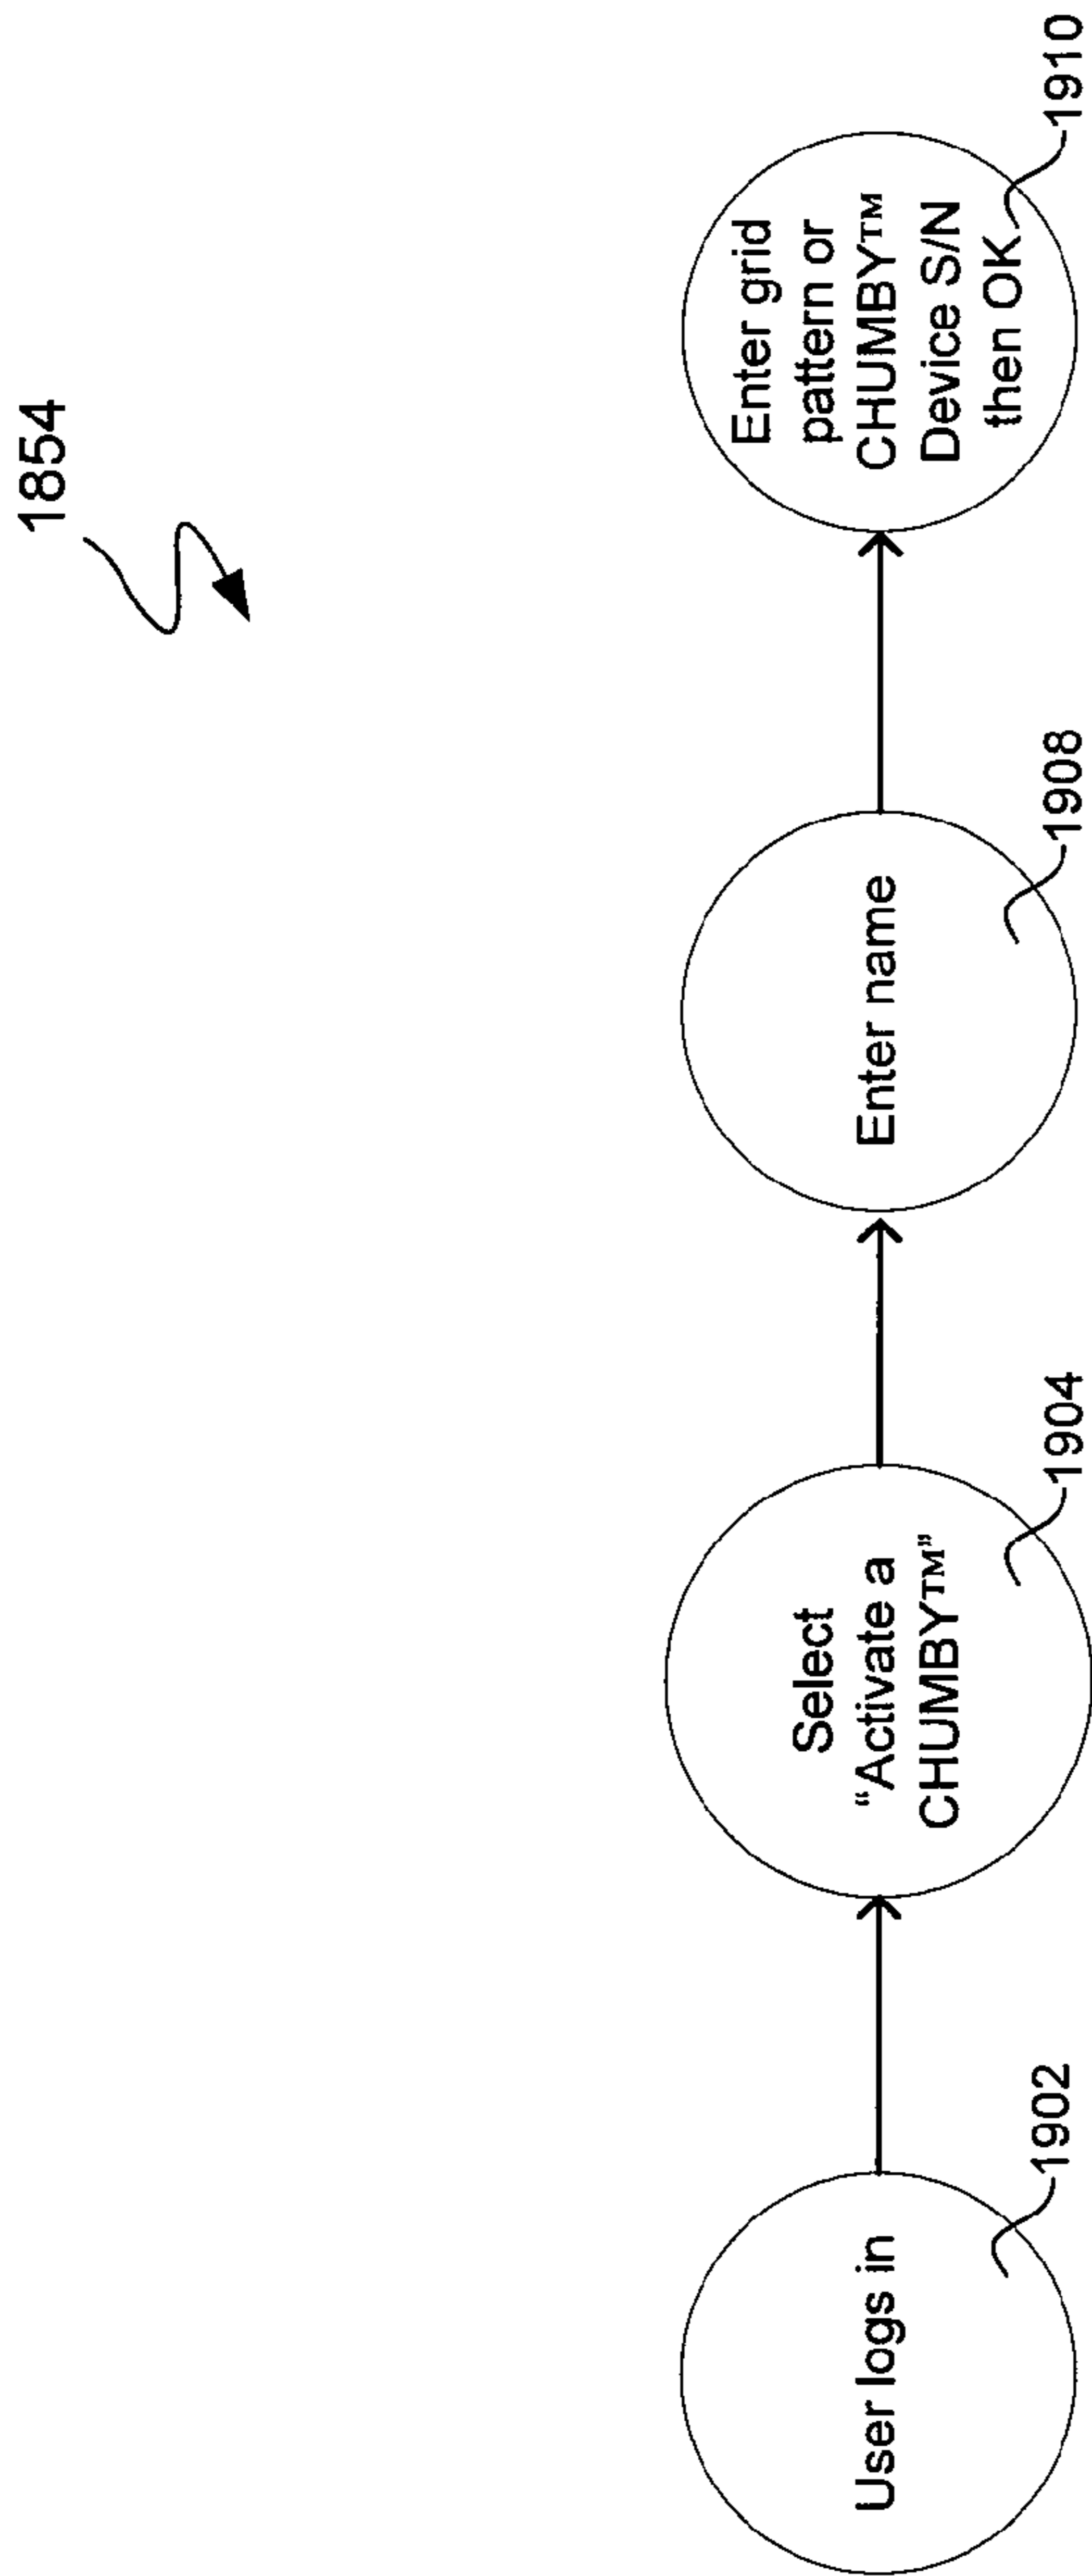 1854
User logs in
1902
Select
“Activate a
CHUMBY™”
1904
Enter name
1908
Enter grid
pattern or
CHUMBY™
Device S/N
then OK
1910